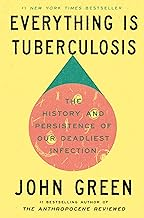 #1 NEW YORK TIMES BESTSELLER
EVERYTHING IS
TUBERCULOSIS
THE
HISTORY AND
PERSISTENCE OF
OUR DEADLIEST
INFECTION
JOHN GREEN
#1 BESTSELLING AUTHOR OF
THE ANTHROPOCENE REVIEWED